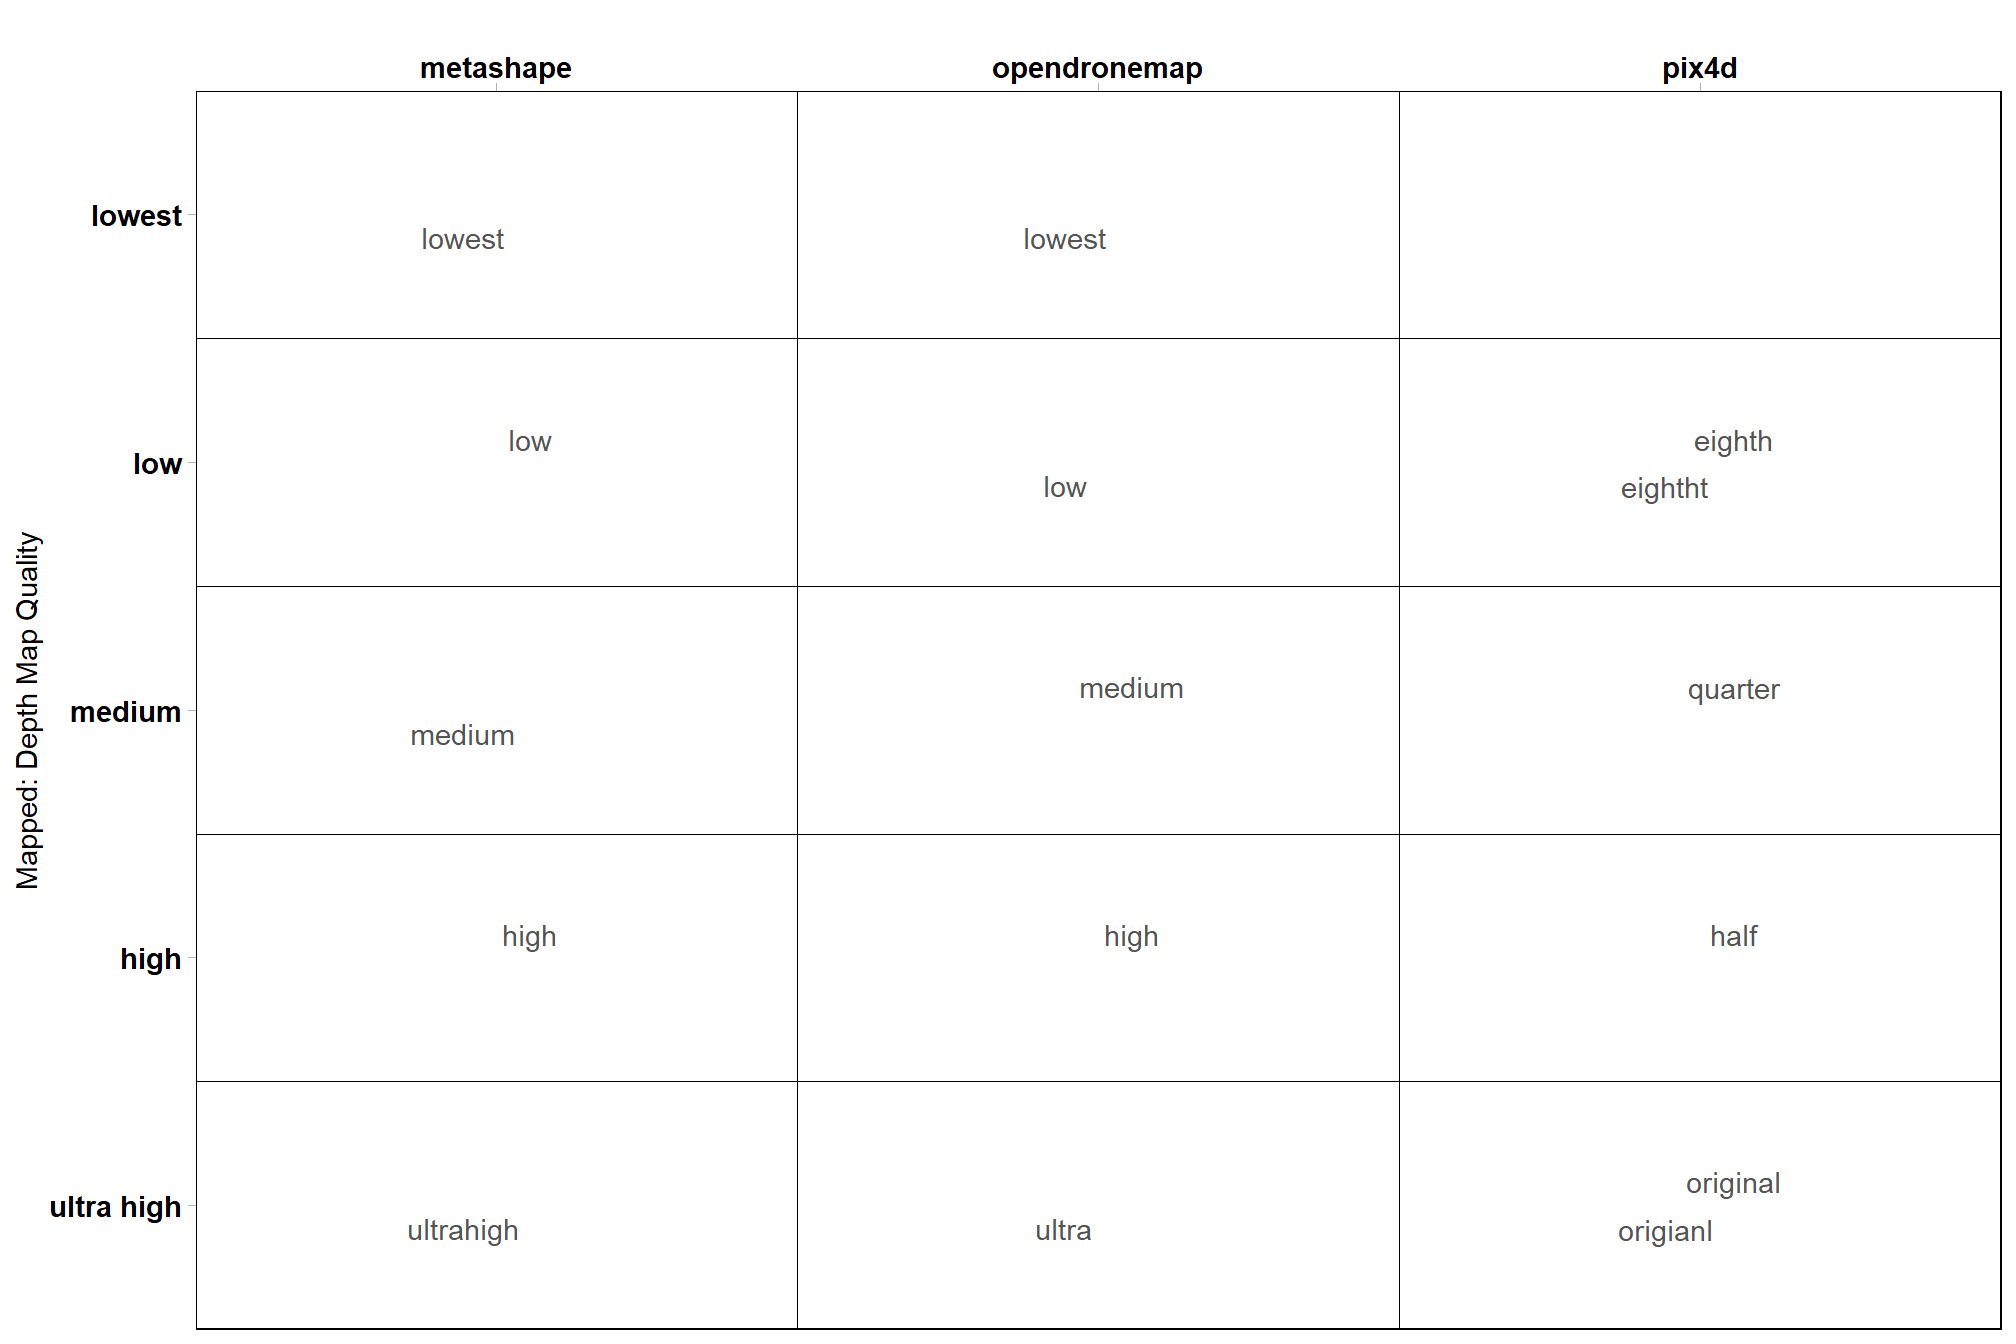 metashape opendronemap pix4d
Mapped: Depth Map Quality
lowest lowest lowest
low low low eighth
eightht
medium medium medium quarter
high high high half
ultra high ultrahigh ultra original
origianl